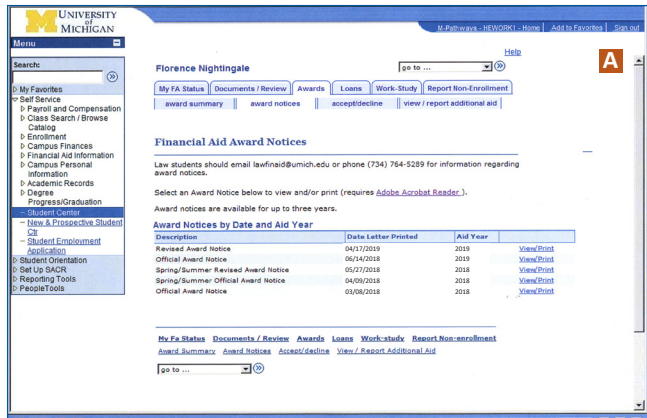 UNIVERSITY
OF
MICHIGAN
M-Pathways - HEWORK1 - Home | Add to Favorites | Sign out
Menu
Help
Search:
Florence Nightingale
go to ...
A
My FA Status | Documents / Review | Awards | Loans | Work-Study | Report Non-Enrollment
award summary | award notices | accept/decline | view / report additional aid
My Favorites
Self Service
Payroll and Compensation
Class Search / Browse
Catalog
Enrollment
Campus Finances
Financial Aid Information
Campus Personal
Information
Academic Records
Degree
Progress/Graduation
Student Center
New & Prospective Student
Ctr
Student Employment
Application
Student Orientation
Set Up SACR
Reporting Tools
PeopleTools
Financial Aid Award Notices
Law students should email lawfinaid@umich.edu or phone (734) 764-5289 for information regarding
award notices.
Select an Award Notice below to view and/or print (requires Adobe Acrobat Reader ).
Award notices are available for up to three years.
Award Notices by Date and Aid Year
Description Date Letter Printed Aid Year
Revised Award Notice 04/17/2019 2019 View/Print
Official Award Notice 06/14/2018 2019 View/Print
Spring/Summer Revised Award Notice 05/27/2018 2018 View/Print
Spring/Summer Official Award Notice 04/09/2018 2018 View/Print
Official Award Notice 03/08/2018 2018 View/Print
My Fa Status Documents / Review Awards Loans Work-study Report Non-enrollment
Award Summary Award Notices Accept/decline View / Report Additional Aid
go to ...